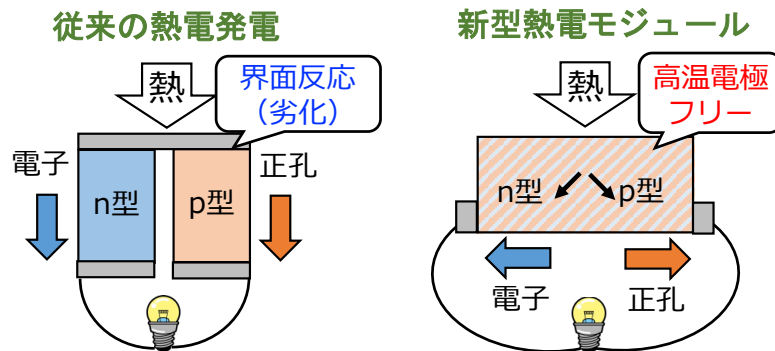 従来の熱電発電
熱
界面反応
（劣化）
電子
n型
p型
正孔
新型熱電モジュール
熱
高温電極
フリー
n型
p型
電子
正孔